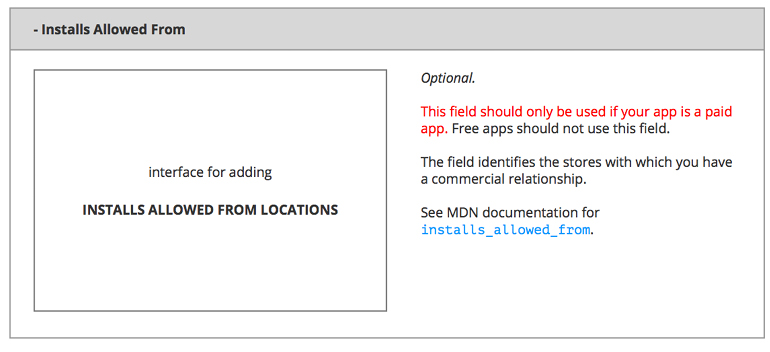 - Installs Allowed From
interface for adding
INSTALLS ALLOWED FROM LOCATIONS
Optional.
This field should only be used if your app is a paid
app. Free apps should not use this field.
The field identifies the stores with which you have
a commercial relationship.
See MDN documentation for
installs_allowed_from.